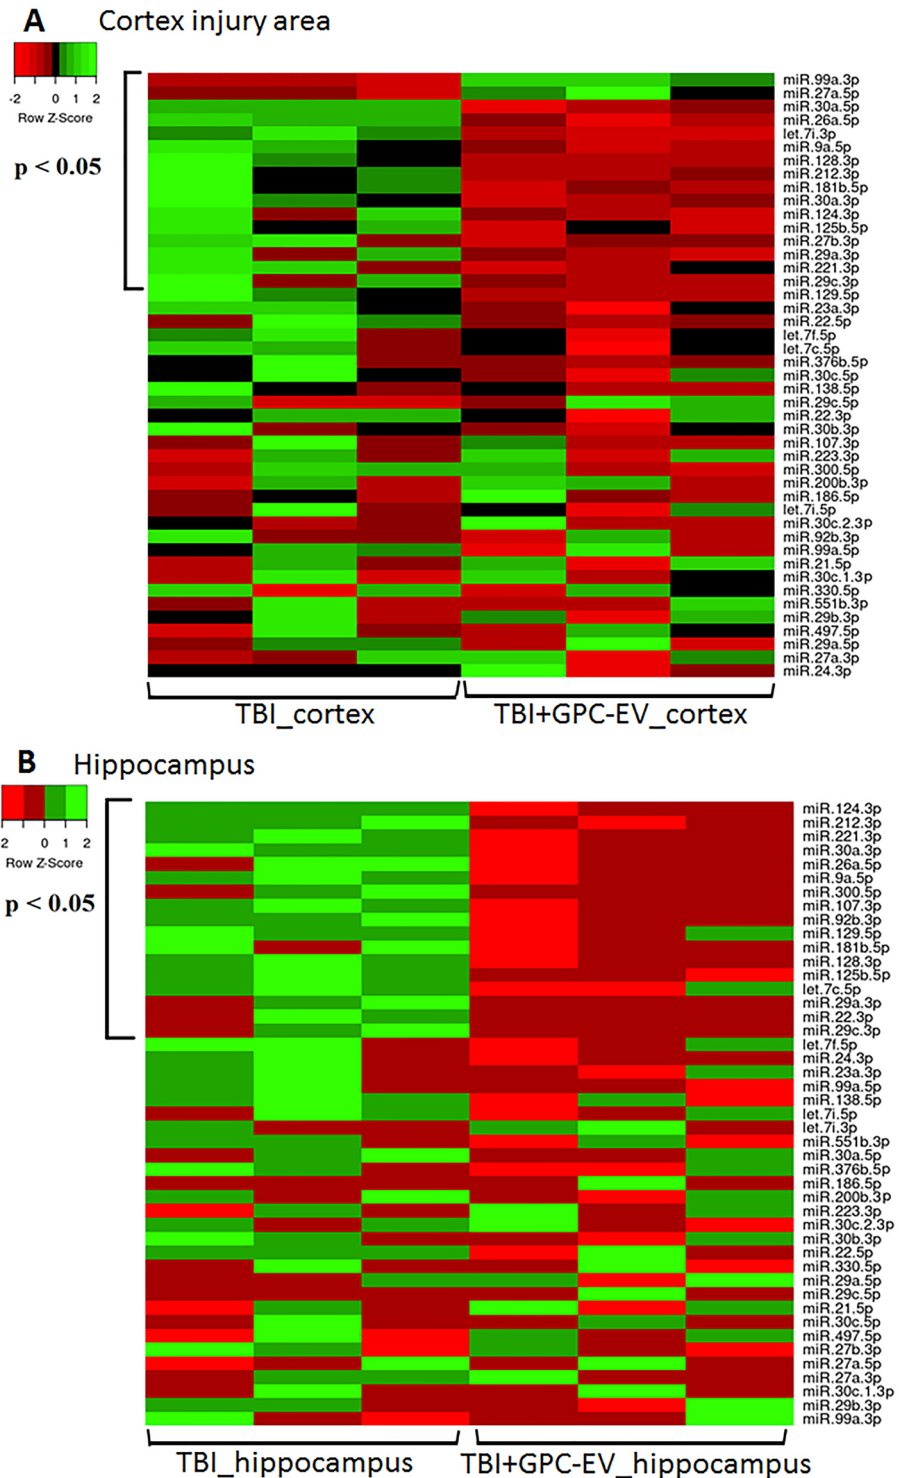 A Cortex injury area
-2 0 1 2
Row Z-Score
p < 0.05
miR.99a.3p
miR.27a.5p
miR.30a.5p
miR.26a.5p
let.7i.3p
miR.9a.5p
miR.128.3p
miR.212.3p
miR.181b.5p
miR.30a.3p
miR.124.3p
miR.125b.5p
miR.27b.3p
miR.29a.3p
miR.221.3p
miR.29c.3p
miR.129.5p
miR.23a.3p
miR.22.5p
let.7f.5p
let.7c.5p
miR.376b.5p
miR.30c.5p
miR.138.5p
miR.29c.5p
miR.22.3p
miR.30b.3p
miR.107.3p
miR.223.3p
miR.300.5p
miR.200b.3p
miR.186.5p
let.7i.5p
miR.30c.2.3p
miR.92b.3p
miR.99a.5p
miR.21.5p
miR.30c.1.3p
miR.330.5p
miR.551b.3p
miR.29b.3p
miR.497.5p
miR.29a.5p
miR.27a.3p
miR.24.3p
TBI_cortex TBI+GPC-EV_cortex
B Hippocampus
2 0 1 2
Row Z-Score
p < 0.05
miR.124.3p
miR.212.3p
miR.221.3p
miR.30a.3p
miR.26a.5p
miR.9a.5p
miR.300.5p
miR.107.3p
miR.92b.3p
miR.129.5p
miR.181b.5p
miR.128.3p
miR.125b.5p
let.7c.5p
miR.29a.3p
miR.22.3p
miR.29c.3p
let.7f.5p
miR.24.3p
miR.23a.3p
miR.99a.5p
miR.138.5p
let.7i.5p
let.7i.3p
miR.551b.3p
miR.30a.5p
miR.376b.5p
miR.186.5p
miR.200b.3p
miR.223.3p
miR.30c.2.3p
miR.30b.3p
miR.22.5p
miR.330.5p
miR.29a.5p
miR.29c.5p
miR.21.5p
miR.30c.5p
miR.497.5p
miR.27b.3p
miR.27a.5p
miR.27a.3p
miR.30c.1.3p
miR.29b.3p
miR.99a.3p
TBI_hippocampus TBI+GPC-EV_hippocampus